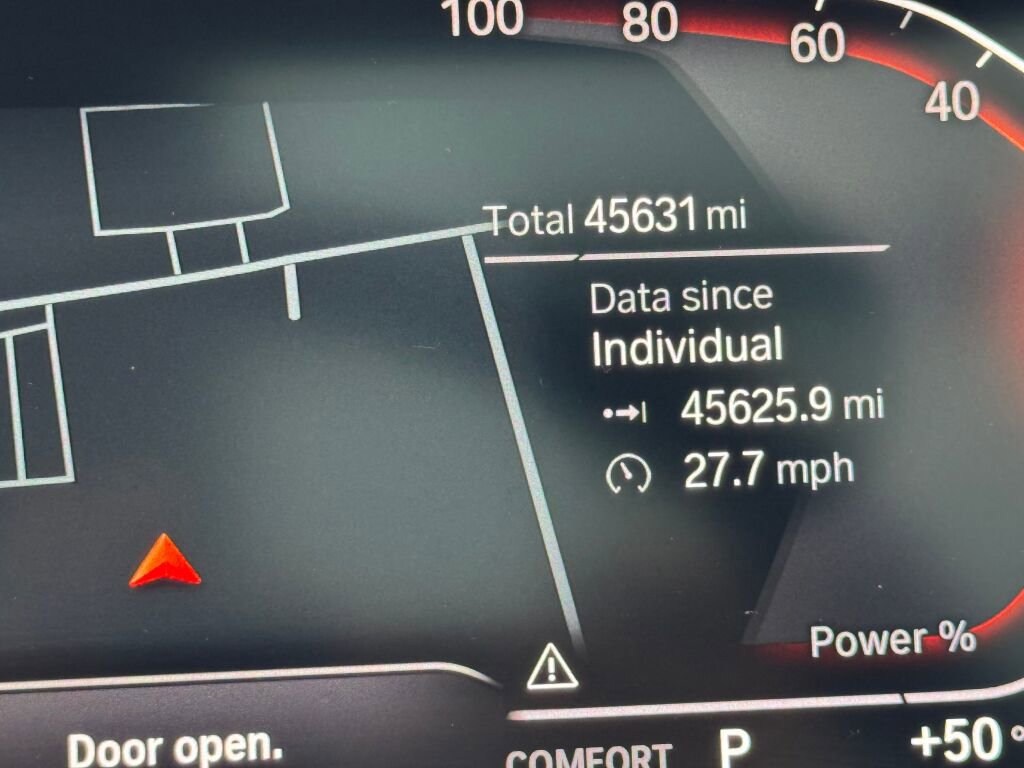 100
80
60
40
Total 45631 mi
Data since
Individual
45625.9 mi
27.7 mph
Power %
Door open.
COMFORT P +50 °